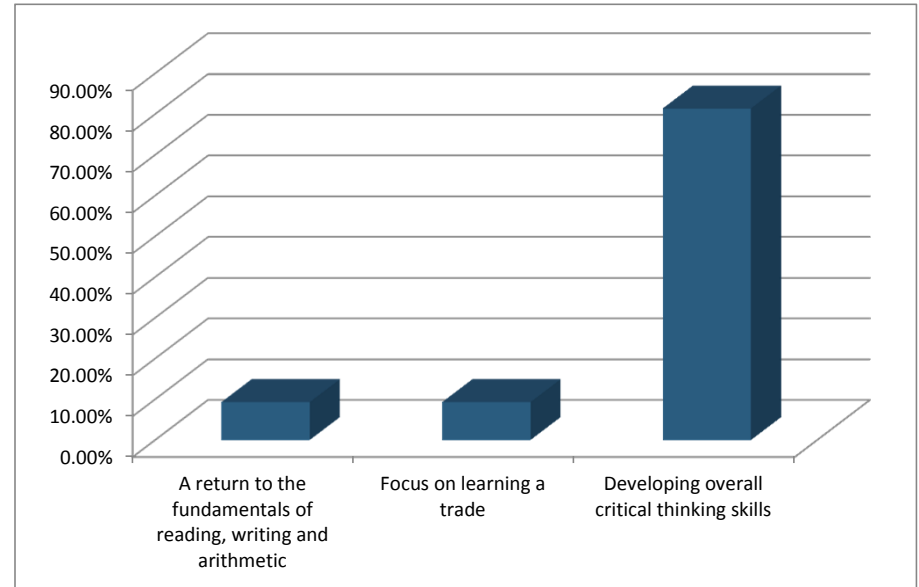 90.00%
80.00%
70.00%
60.00%
50.00%
40.00%
30.00%
20.00%
10.00%
0.00%
A return to the
fundamentals of
reading, writing and
arithmetic
Focus on learning a
trade
Developing overall
critical thinking skills